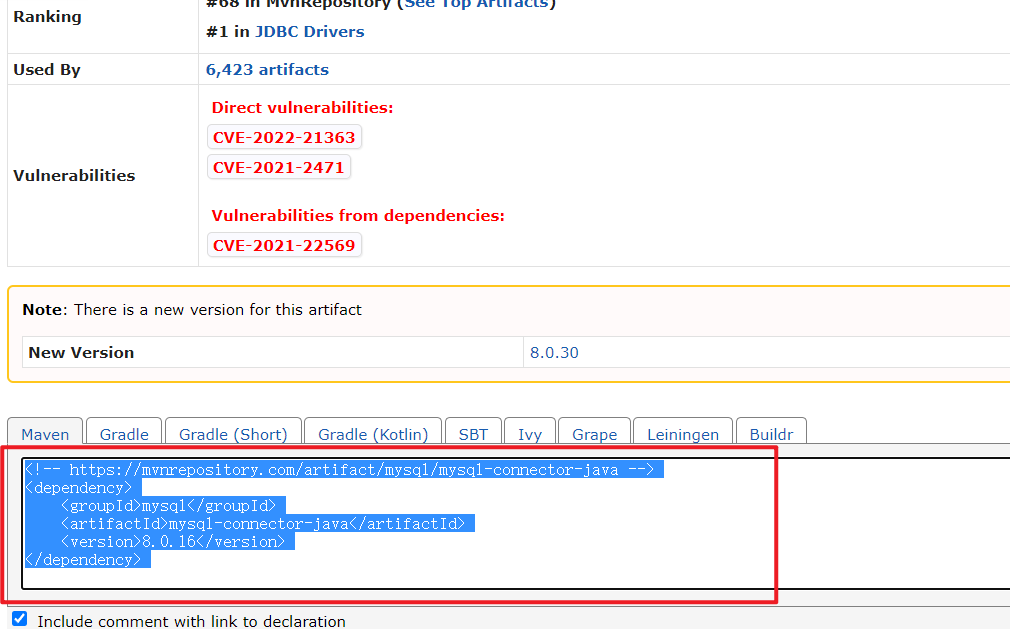 Ranking
#68 in MvnRepository (See Top Artifacts)
#1 in JDBC Drivers
Used By
6,423 artifacts
Vulnerabilities
Direct vulnerabilities:
CVE-2022-21363
CVE-2021-2471
Vulnerabilities from dependencies:
CVE-2021-22569
Note: There is a new version for this artifact
New Version
8.0.30
Maven
Gradle
Gradle (Short)
Gradle (Kotlin)
SBT
Ivy
Grape
Leiningen
Buildr
<!-- https://mvnrepository.com/artifact/mysql/mysql-connector-java -->
<dependency>
    <groupId>mysql</groupId>
    <artifactId>mysql-connector-java</artifactId>
    <version>8.0.16</version>
</dependency>
Include comment with link to declaration